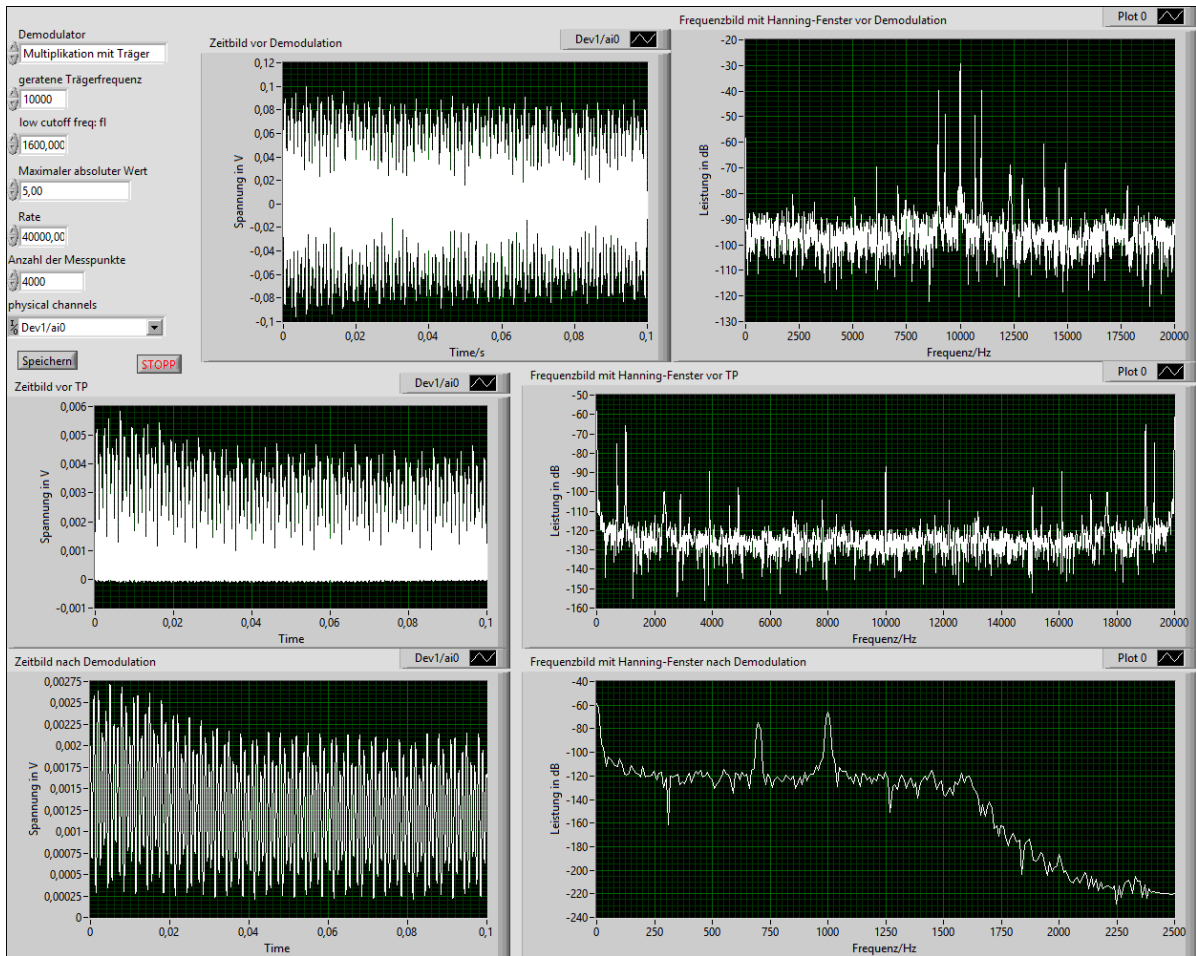 Demodulator
Multiplikation mit Träger
geratene Trägerfrequenz
10000
low cutoff freq: fl
1600,000
Maximaler absoluter Wert
5,00
Rate
40000,00
Anzahl der Messpunkte
4000
physical channels
Dev1/ai0
Speichern
STOPP
Zeitbild vor Demodulation
Dev1/ai0
Spannung in V
0,12
0,1
0,08
0,06
0,04
0,02
0
-0,02
-0,04
-0,06
-0,08
-0,1
0 0,02 0,04 0,06 0,08 0,1
Time/s
Frequenzbild mit Hanning-Fenster vor Demodulation
Plot 0
Leistung in dB
-20
-30
-40
-50
-60
-70
-80
-90
-100
-110
-120
-130
0 2500 5000 7500 10000 12500 15000 17500 20000
Frequenz/Hz
Zeitbild vor TP
Dev1/ai0
Spannung in V
0,006
0,005
0,004
0,003
0,002
0,001
0
-0,001
0 0,02 0,04 0,06 0,08 0,1
Time
Frequenzbild mit Hanning-Fenster vor TP
Plot 0
Leistung in dB
-50
-60
-70
-80
-90
-100
-110
-120
-130
-140
-150
-160
0 2000 4000 6000 8000 10000 12000 14000 16000 18000 20000
Frequenz/Hz
Zeitbild nach Demodulation
Dev1/ai0
Spannung in V
0,00275
0,0025
0,00225
0,002
0,00175
0,0015
0,00125
0,001
0,00075
0,0005
0,00025
0
0 0,02 0,04 0,06 0,08 0,1
Time
Frequenzbild mit Hanning-Fenster nach Demodulation
Plot 0
Leistung in dB
-40
-60
-80
-100
-120
-140
-160
-180
-200
-220
-240
0 250 500 750 1000 1250 1500 1750 2000 2250 2500
Frequenz/Hz